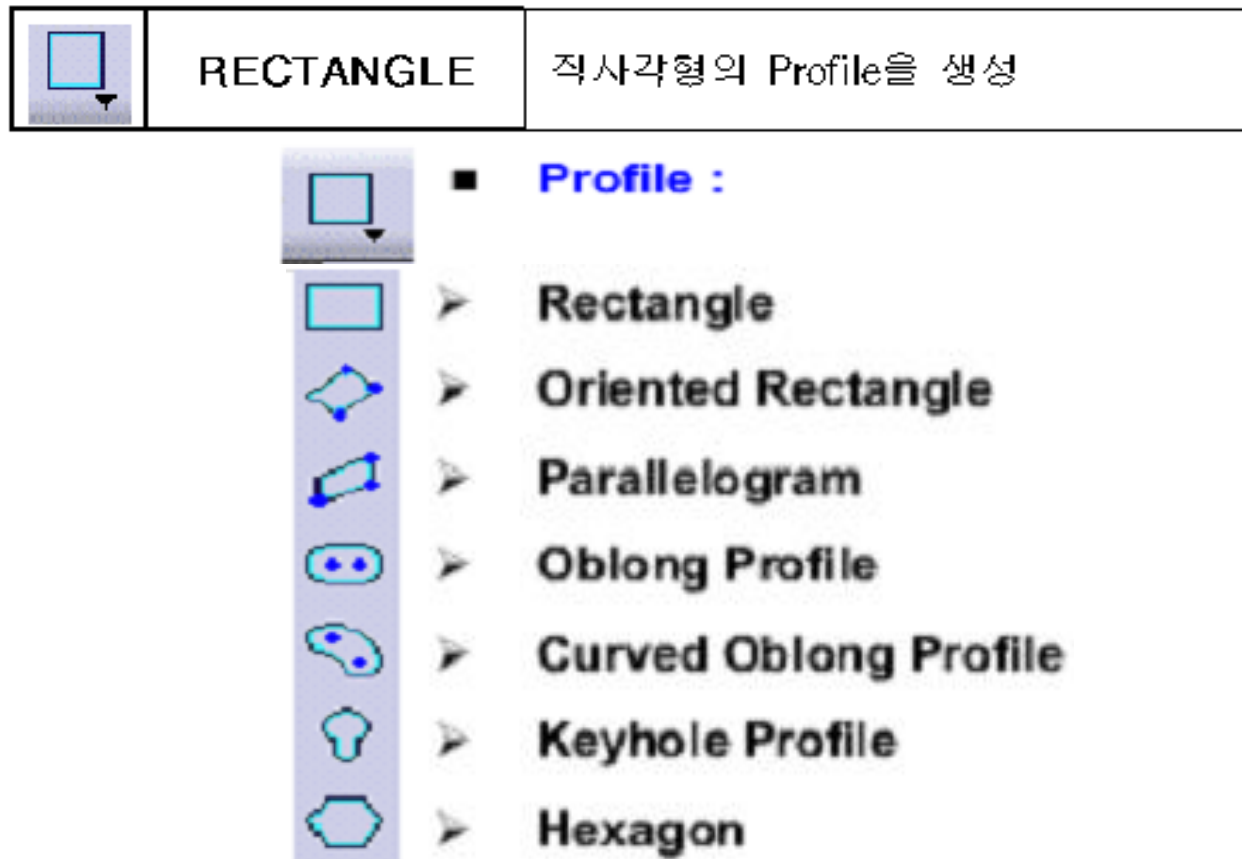 RECTANGLE 직사각형의 Profile을 생성
Profile :
Rectangle
Oriented Rectangle
Parallelogram
Oblong Profile
Curved Oblong Profile
Keyhole Profile
Hexagon